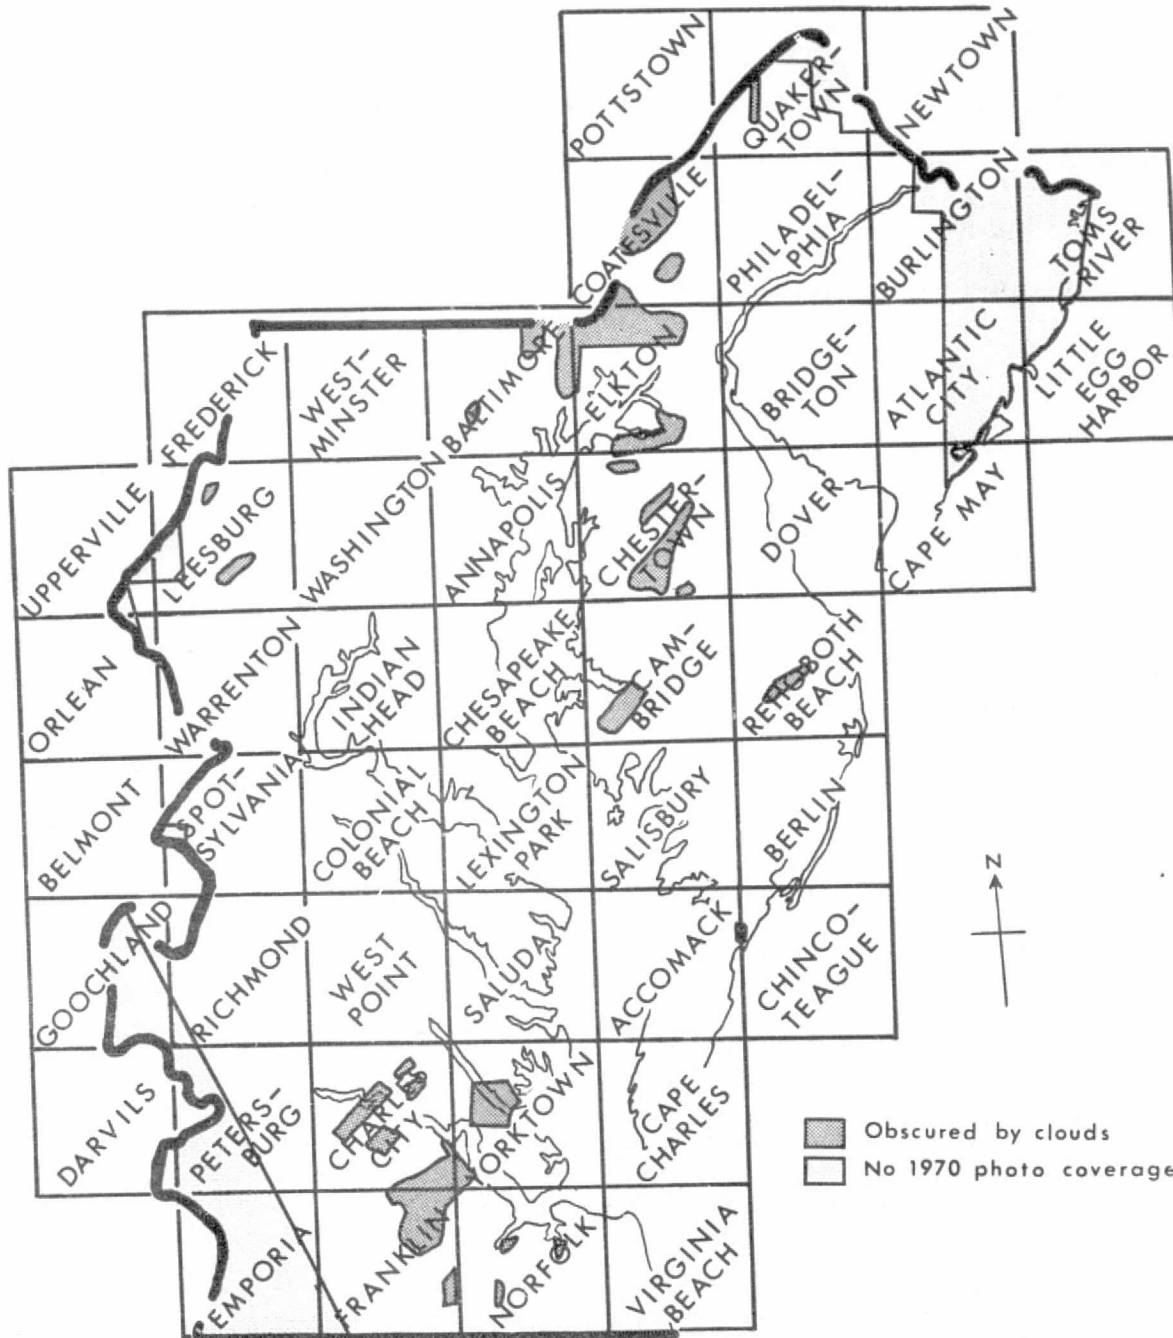 POTTSTOWN
QUAKER-
TOWN
NEWTOWN
COATESVILLE
PHILADEL-
PHIA
BURLINGTON
TOMS
RIVER
FREDERICK
WEST-
MINSTER
BALTIMORE
ELKTON
BRIDGE-
TON
ATLANTIC
CITY
LITTLE
EGG
HARBOR
UPPERVILLE
LEESBURG
WASHINGTON
ANNAPOLIS
CHESTER-
TOWN
DOVER
CAPE MAY
ORLEAN
WARRENTON
INDIAN
HEAD
CHESAPEAKE
BEACH
CAM-
BRIDGE
REHOBOTH
BEACH
BELMONT
SPOT-
SYLVANIA
COLONIAL
BEACH
LEXINGTON
PARK
SALISBURY
BERLIN
N
GOOCHLAND
RICHMOND
WEST
POINT
SALUDA
ACCOMACK
CHINCO-
TEAGUE
DARVILS
PETERS-
BURG
CHARLES
CITY
YORKTOWN
CAPE
CHARLES
Obscured by clouds
No 1970 photo coverage
EMPORIA
FRANKLIN
NORFOLK
VIRGINIA
BEACH